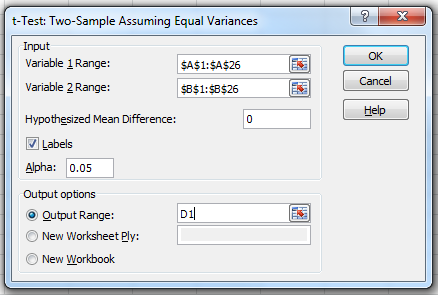 t-Test: Two-Sample Assuming Equal Variances
?
Input
Variable 1 Range: $A$1:$A$26
Variable 2 Range: $B$1:$B$26
Hypothesized Mean Difference: 0
Labels
Alpha: 0.05
Output options
Output Range: D1
New Worksheet Ply:
New Workbook
OK
Cancel
Help